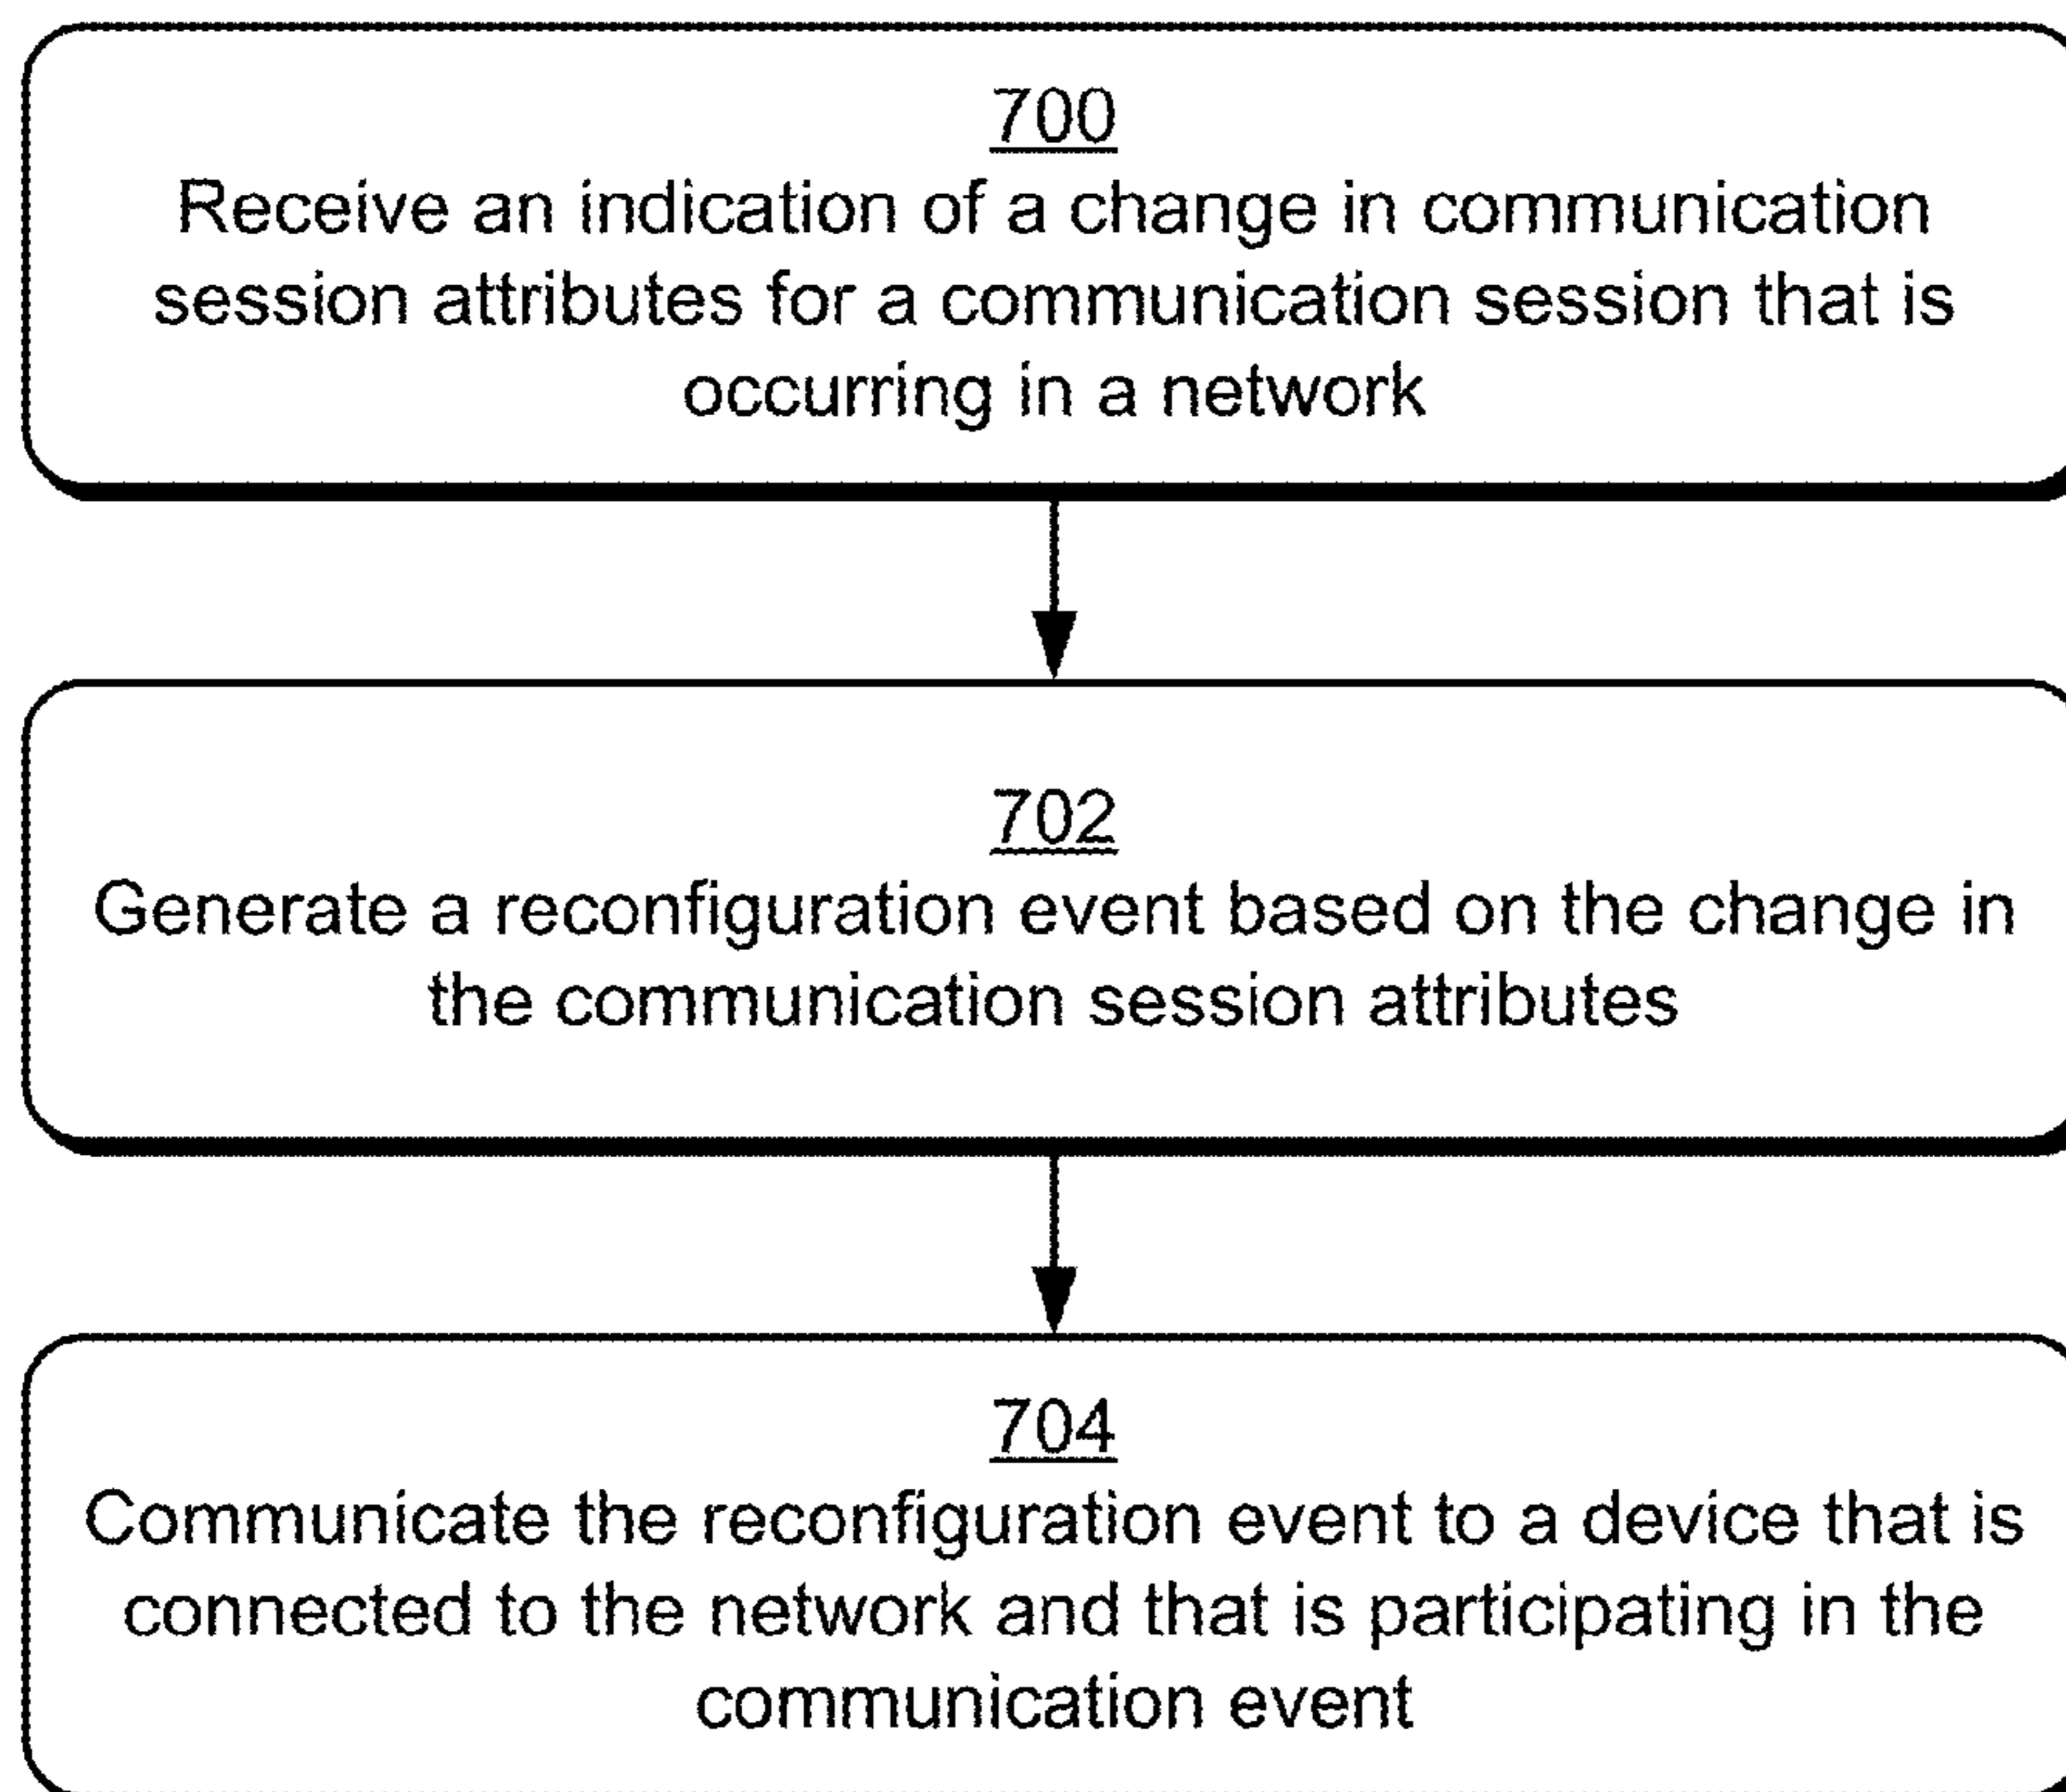 700
Receive an indication of a change in communication
session attributes for a communication session that is
occurring in a network
702
Generate a reconfiguration event based on the change in
the communication session attributes
704
Communicate the reconfiguration event to a device that is
connected to the network and that is participating in the
communication event